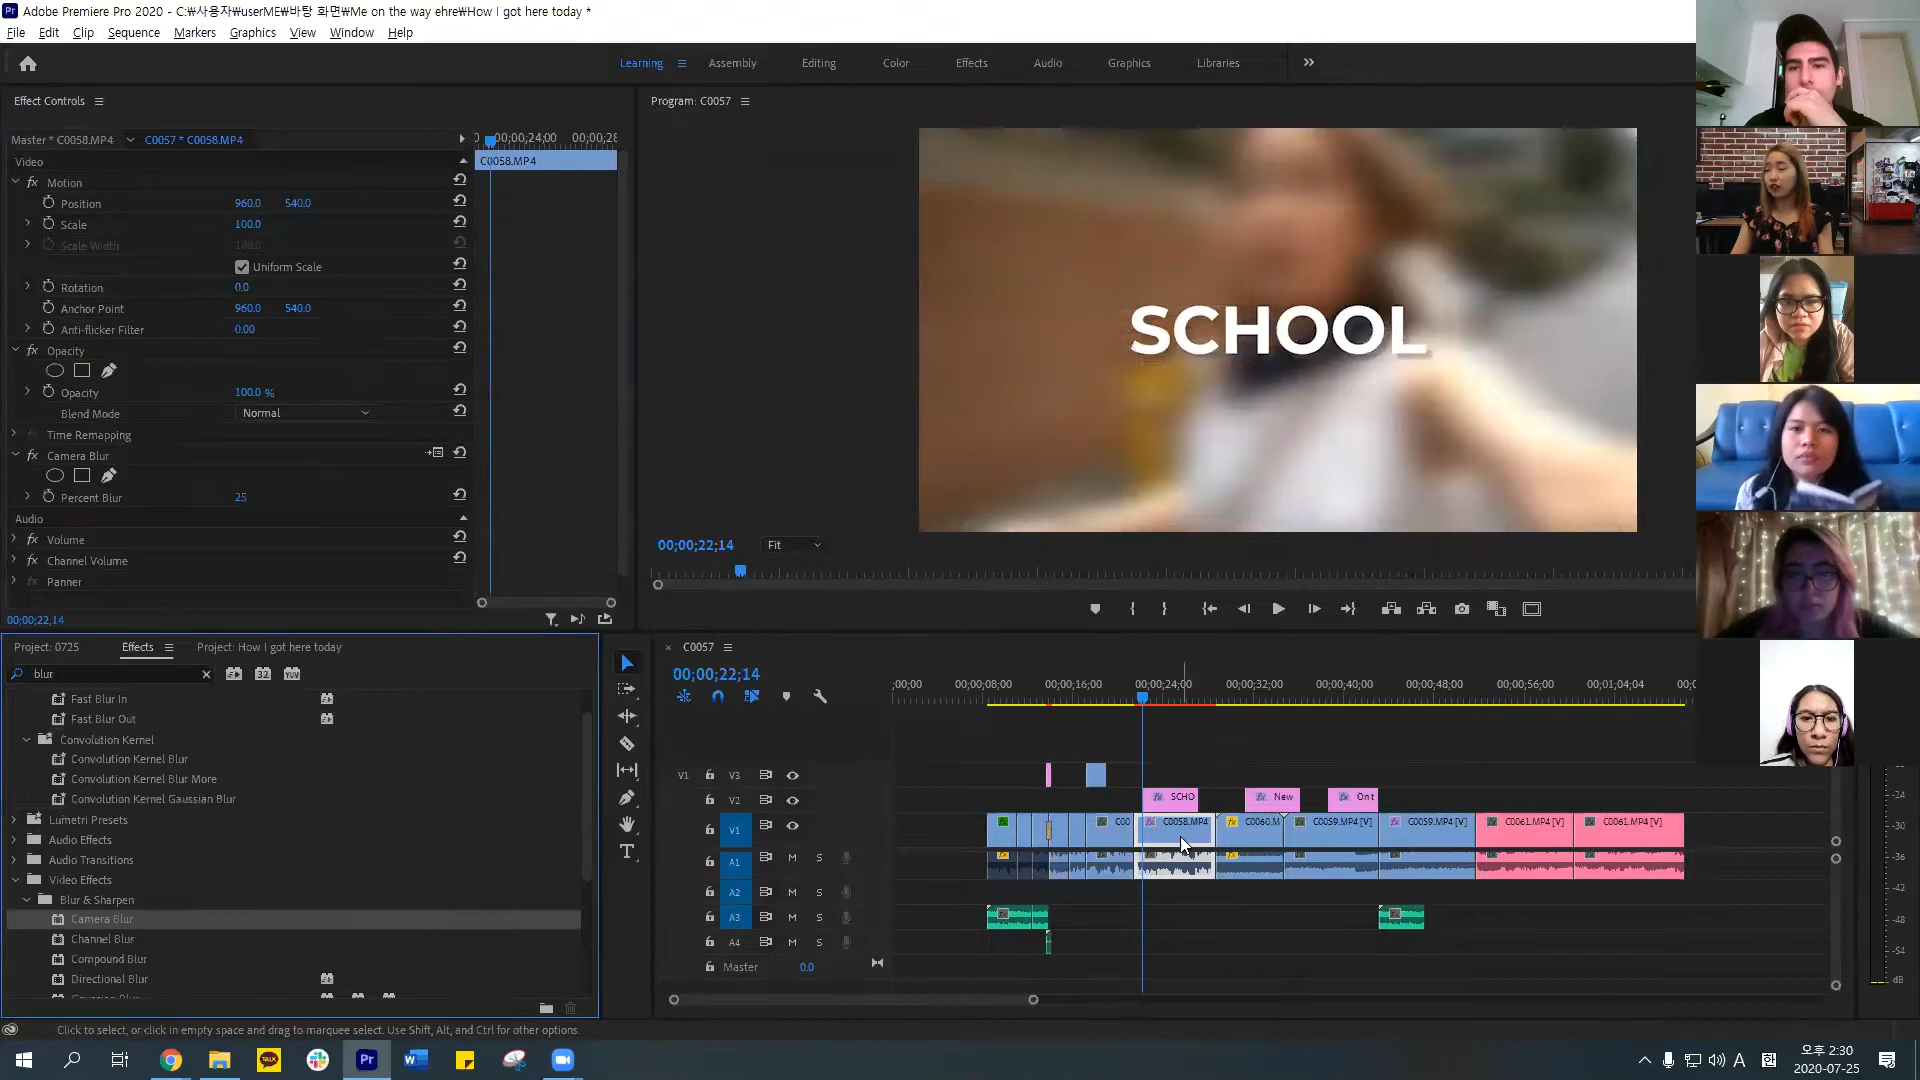 Adobe Premiere Pro 2020 - C:₩사용자₩userME₩바탕 화면₩Me on the way ehre₩How I got here today *
File Edit Clip Sequence Markers Graphics View Window Help
Learning Assembly Editing Color Effects Audio Graphics Libraries
Effect Controls
Master * C0058.MP4 C0057 * C0058.MP4
00;00;24;00 00;00;28
Video
C0058.MP4
fx Motion
Position 960.0 540.0
Scale 100.0
Scale Width 100.0
Uniform Scale
Rotation 0.0
Anchor Point 960.0 540.0
Anti-flicker Filter 0.00
fx Opacity
Opacity 100.0 %
Blend Mode Normal
Time Remapping
fx Camera Blur
Percent Blur 25
Audio
fx Volume
fx Channel Volume
fx Panner
00;00;22;14
Program: C0057
SCHOOL
00;00;22;14 Fit
Project: 0725 Effects Project: How I got here today
blur
32 YUV
Fast Blur In
Fast Blur Out
Convolution Kernel
Convolution Kernel Blur
Convolution Kernel Blur More
Convolution Kernel Gaussian Blur
Lumetri Presets
Audio Effects
Audio Transitions
Video Effects
Blur & Sharpen
Camera Blur
Channel Blur
Compound Blur
Directional Blur
C0057
00;00;22;14
;00;00 00;00;08;00 00;00;16;00 00;00;24;00 00;00;32;00 00;00;40;00 00;00;48;00 00;00;56;00 00;01;04;04
V1 V3
V2 SCHO New On t
V1 C00 C0058.MP4 C0060.M C0059.MP4 [V] C0059.MP4 [V] C0061.MP4 [V] C0061.MP4 [V]
A1 M S
A2 M S
A3 M S
A4 M S
Master 0.0
-24
-30
-36
-42
-48
-54
dB
Click to select, or click in empty space and drag to marquee select. Use Shift, Alt, and Ctrl for other options.
TALK
Pr
A
오후 2:30
2020-07-25